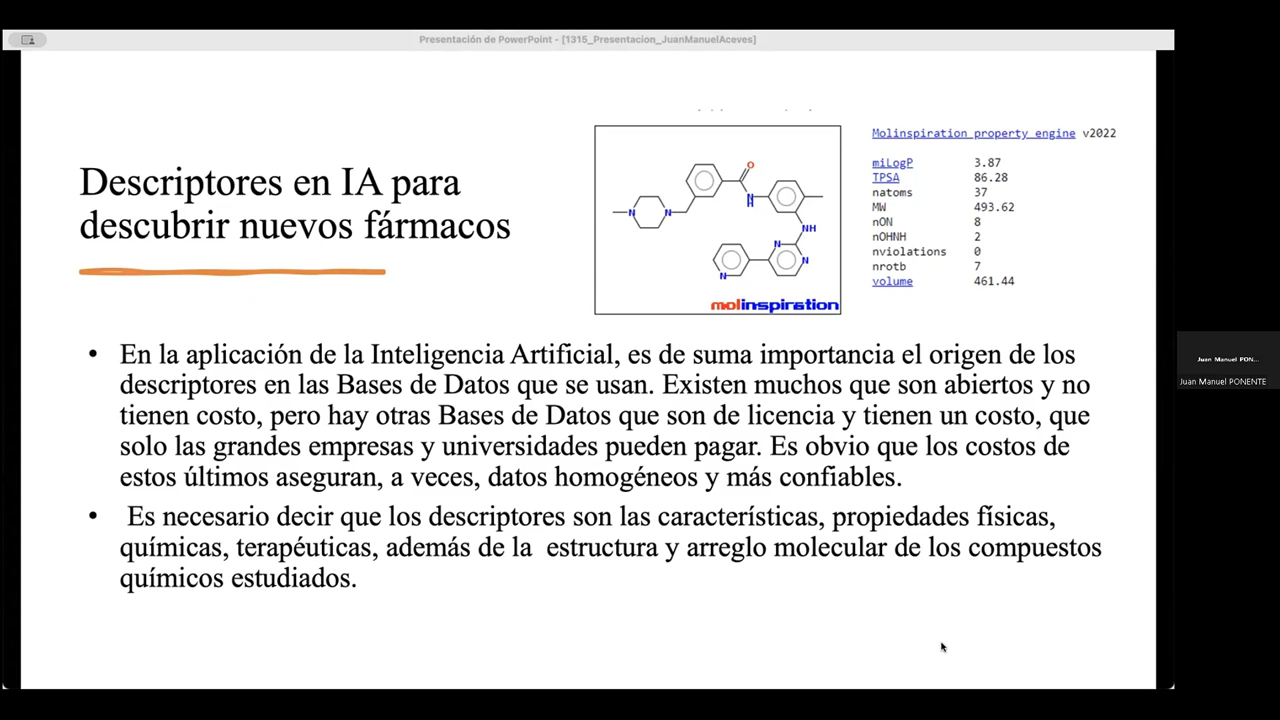 Presentación de PowerPoint - [1315_Presentacion_JuanManuelAceves]
Descriptores en IA para
descubrir nuevos fármacos
O
N
N
N
H
NH
N
N
N
molinspiration
Molinspiration property engine v2022
miLogP 3.87
TPSA 86.28
natoms 37
MW 493.62
nON 8
nOHNH 2
nviolations 0
nrotb 7
volume 461.44
• En la aplicación de la Inteligencia Artificial, es de suma importancia el origen de los
descriptores en las Bases de Datos que se usan. Existen muchos que son abiertos y no
tienen costo, pero hay otras Bases de Datos que son de licencia y tienen un costo, que
solo las grandes empresas y universidades pueden pagar. Es obvio que los costos de
estos últimos aseguran, a veces, datos homogéneos y más confiables.
• Es necesario decir que los descriptores son las características, propiedades físicas,
químicas, terapéuticas, además de la estructura y arreglo molecular de los compuestos
químicos estudiados.
Juan Manuel PON...
Juan Manuel PONENTE